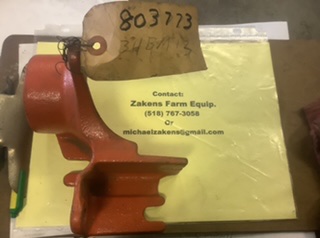 803773
Contact:
Zakens Farm Equip.
(518) 767-3058
Or
michaelzakens@gmail.com